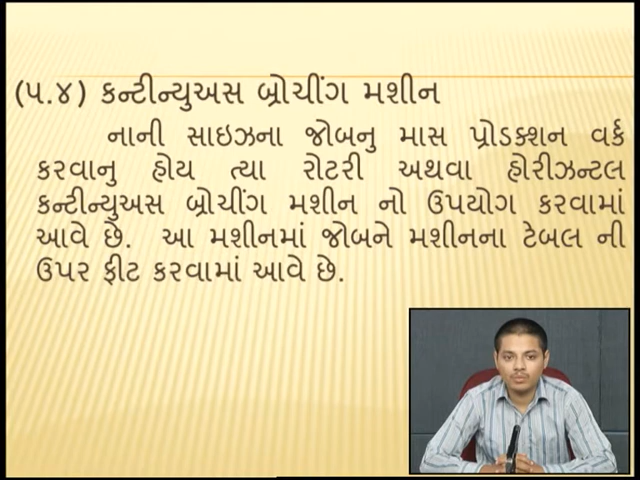 (૫.૪) કન્ટીન્યુઅસ બ્રોચીંગ મશીન
નાની સાઇઝના જોબનુ માસ પ્રોડક્શન વર્ક
કરવાનુ હોય ત્યા રોટરી અથવા હોરીઝન્ટલ
કન્ટીન્યુઅસ બ્રોચીંગ મશીન નો ઉપયોગ કરવામાં
આવે છે. આ મશીનમાં જોબને મશીનના ટેબલ ની
ઉપર ફીટ કરવામાં આવે છે.